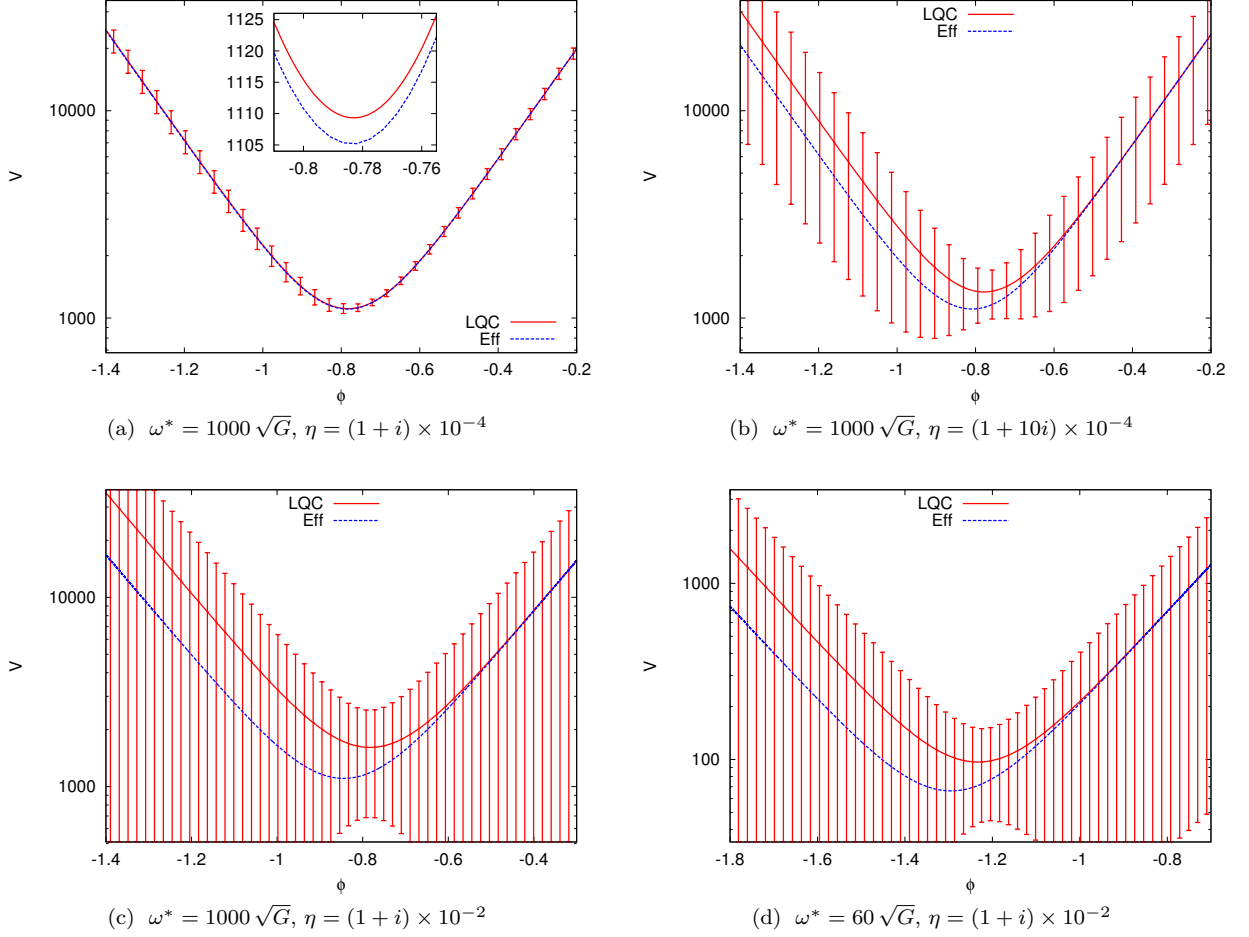 1125
1120
1115
1110
1105
-0.8 -0.78 -0.76
10000
1000
V
LQC
Eff
-1.4 -1.2 -1 -0.8 -0.6 -0.4 -0.2
ϕ
(a) ω* = 1000 √G, η = (1 + i) × 10⁻⁴
LQC
Eff
10000
1000
V
-1.4 -1.2 -1 -0.8 -0.6 -0.4 -0.2
ϕ
(b) ω* = 1000 √G, η = (1 + 10i) × 10⁻⁴
LQC
Eff
10000
1000
V
-1.4 -1.2 -1 -0.8 -0.6 -0.4
ϕ
(c) ω* = 1000 √G, η = (1 + i) × 10⁻²
LQC
Eff
1000
100
V
-1.8 -1.6 -1.4 -1.2 -1 -0.8
ϕ
(d) ω* = 60 √G, η = (1 + i) × 10⁻²